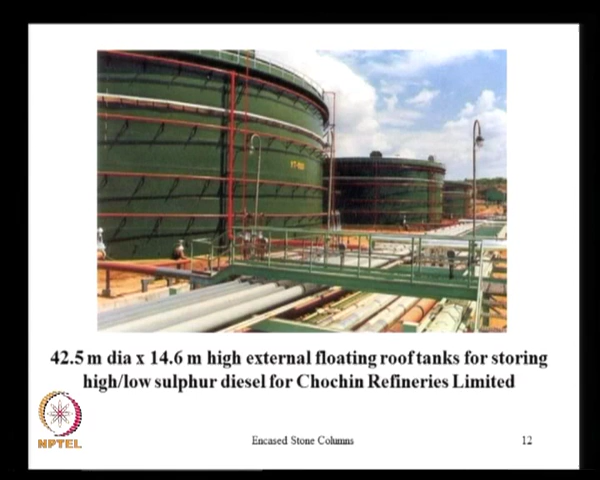 42.5 m dia x 14.6 m high external floating roof tanks for storing
high/low sulphur diesel for Chochin Refineries Limited
NPTEL
Encased Stone Columns
12